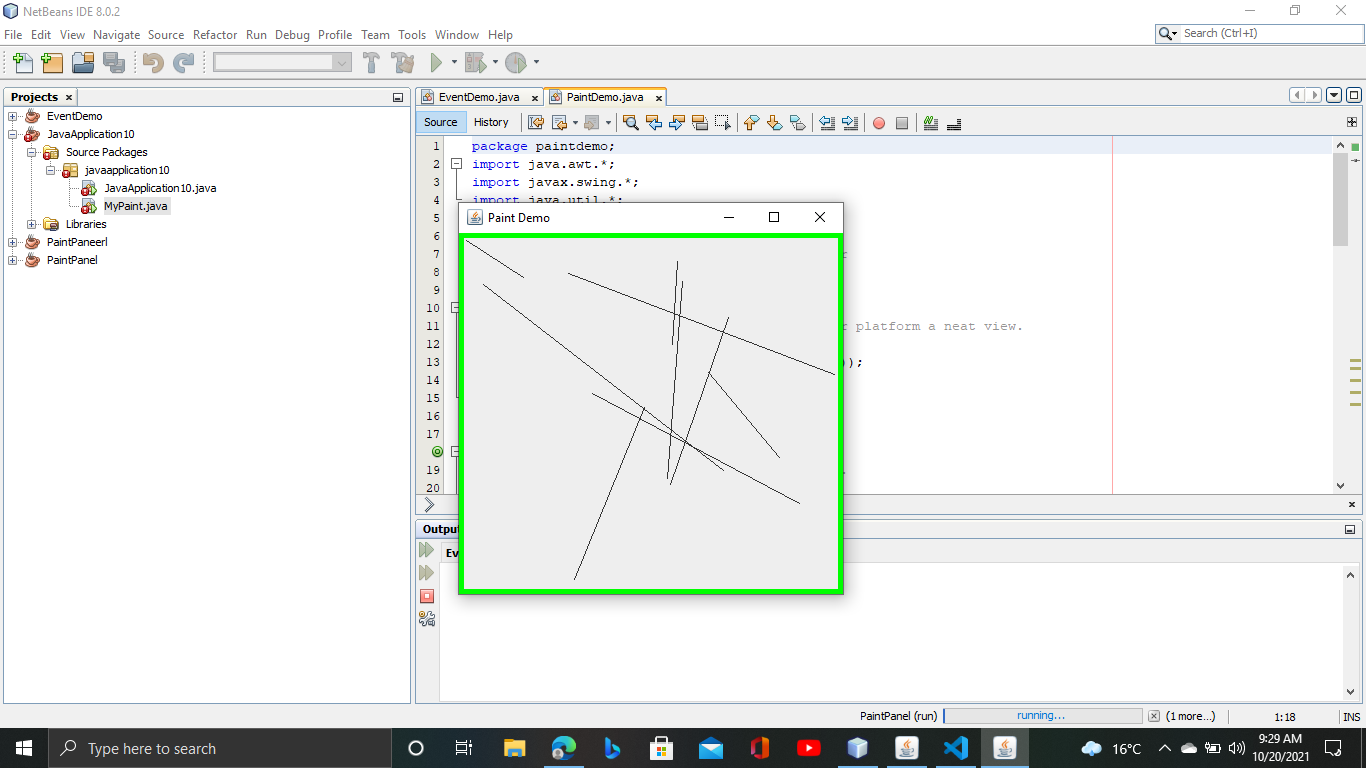 NetBeans IDE 8.0.2
File Edit View Navigate Source Refactor Run Debug Profile Team Tools Window Help
Search (Ctrl+I)
Projects
EventDemo.java
PaintDemo.java
EventDemo
JavaApplication10
Source Packages
javaapplication10
JavaApplication10.java
MyPaint.java
Libraries
PaintPaneerl
PaintPanel
Source History
1 package paintdemo;
2 import java.awt.*;
3 import javax.swing.*;
4 import java.util.*;
5
6
7
8
9
10
11 platform a neat view.
12
13 );
14
15
16
17
19
20
Paint Demo
PaintPanel (run)
running...
(1 more...)
1:18
INS
Type here to search
16°C
9:29 AM
10/20/2021